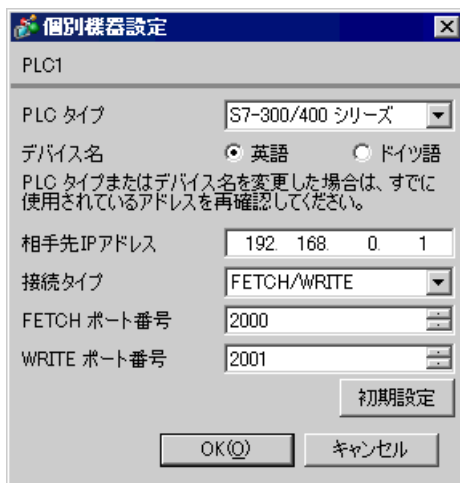 個別機器設定
PLC1
PLC タイプ S7-300/400 シリーズ
デバイス名 英語 ドイツ語
PLC タイプまたはデバイス名を変更した場合は、すでに
使用されているアドレスを再確認してください。
相手先IPアドレス 192. 168. 0. 1
接続タイプ FETCH/WRITE
FETCH ポート番号 2000
WRITE ポート番号 2001
初期設定
OK(O) キャンセル